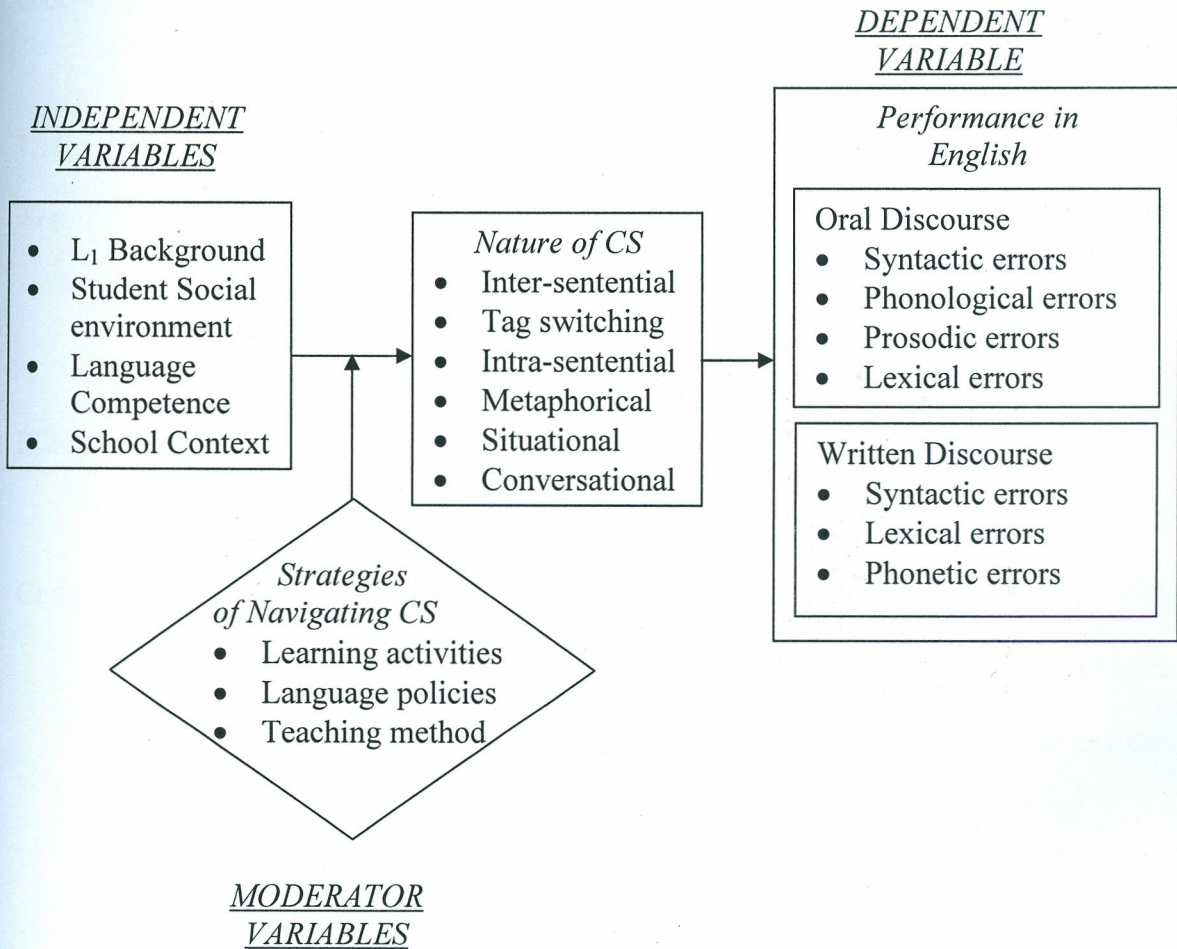 INDEPENDENT
VARIABLES
• L₁ Background
• Student Social
environment
• Language
Competence
• School Context
Nature of CS
• Inter-sentential
• Tag switching
• Intra-sentential
• Metaphorical
• Situational
• Conversational
DEPENDENT
VARIABLE
Performance in
English
Oral Discourse
• Syntactic errors
• Phonological errors
• Prosodic errors
• Lexical errors
Written Discourse
• Syntactic errors
• Lexical errors
• Phonetic errors
Strategies
of Navigating CS
• Learning activities
• Language policies
• Teaching method
MODERATOR
VARIABLES